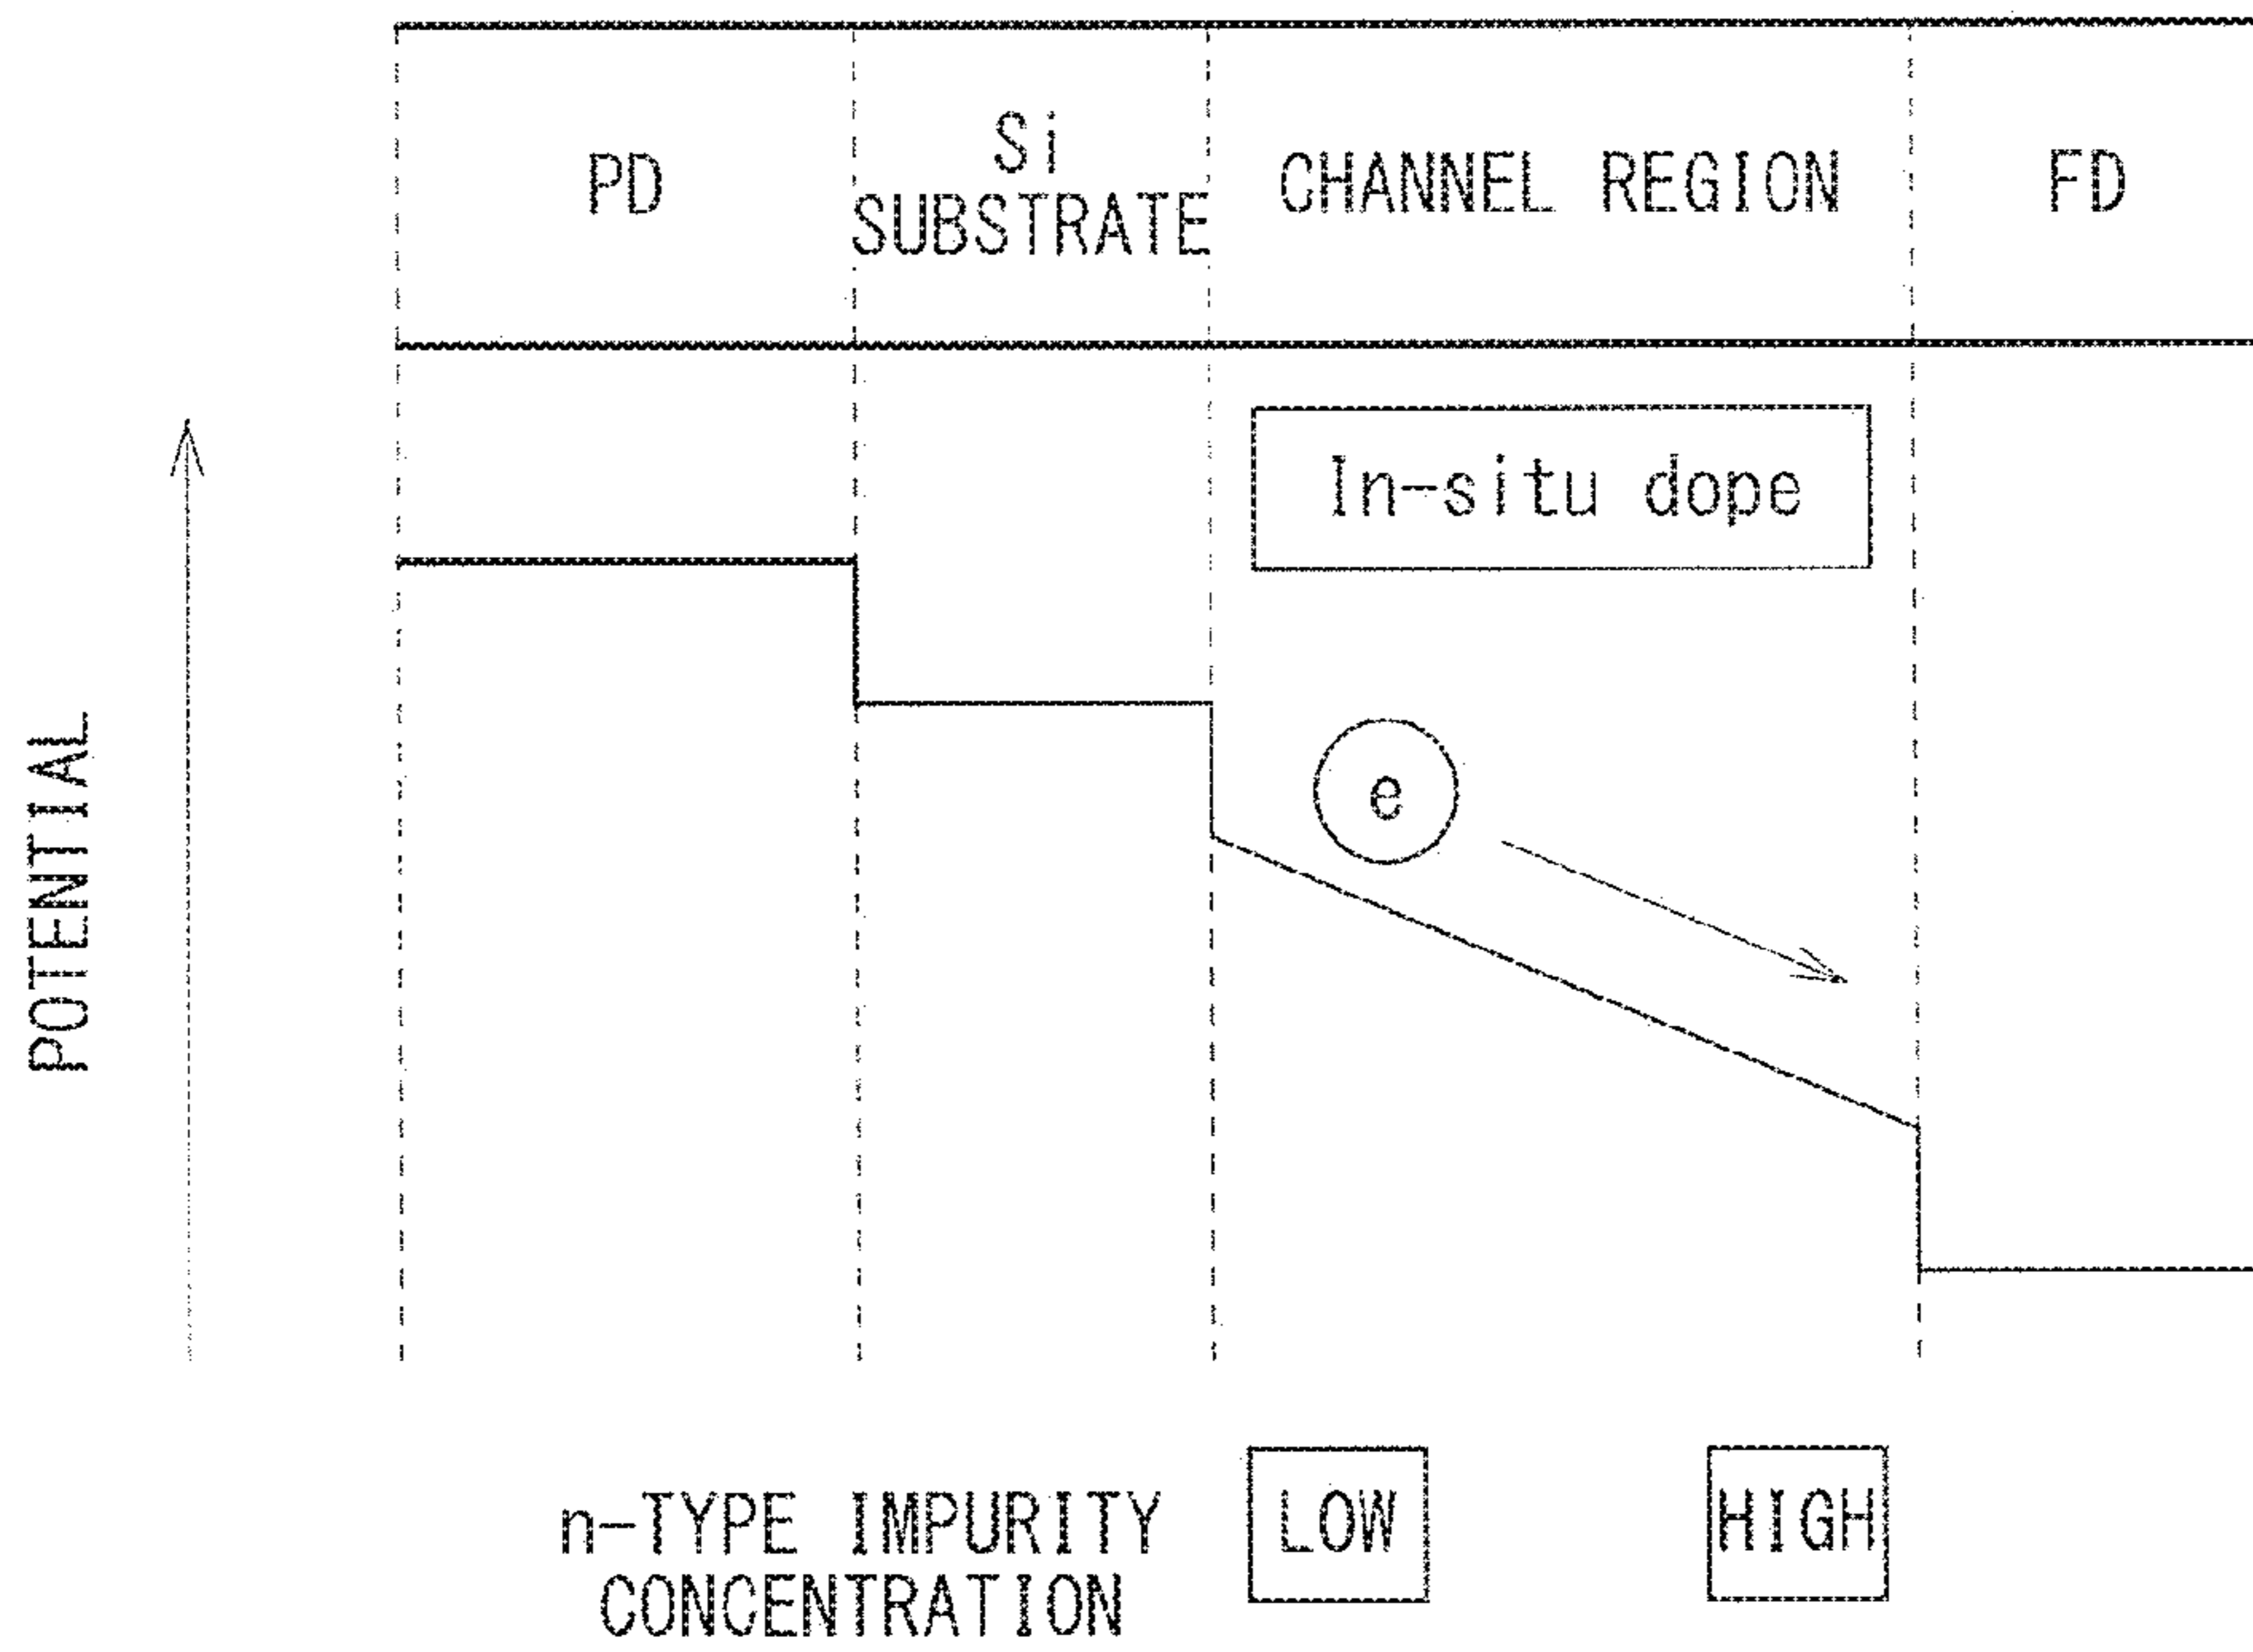 PD
Si
SUBSTRATE
CHANNEL REGION
FD
In-situ dope
POTENTIAL
e
n-TYPE IMPURITY
CONCENTRATION
LOW
HIGH